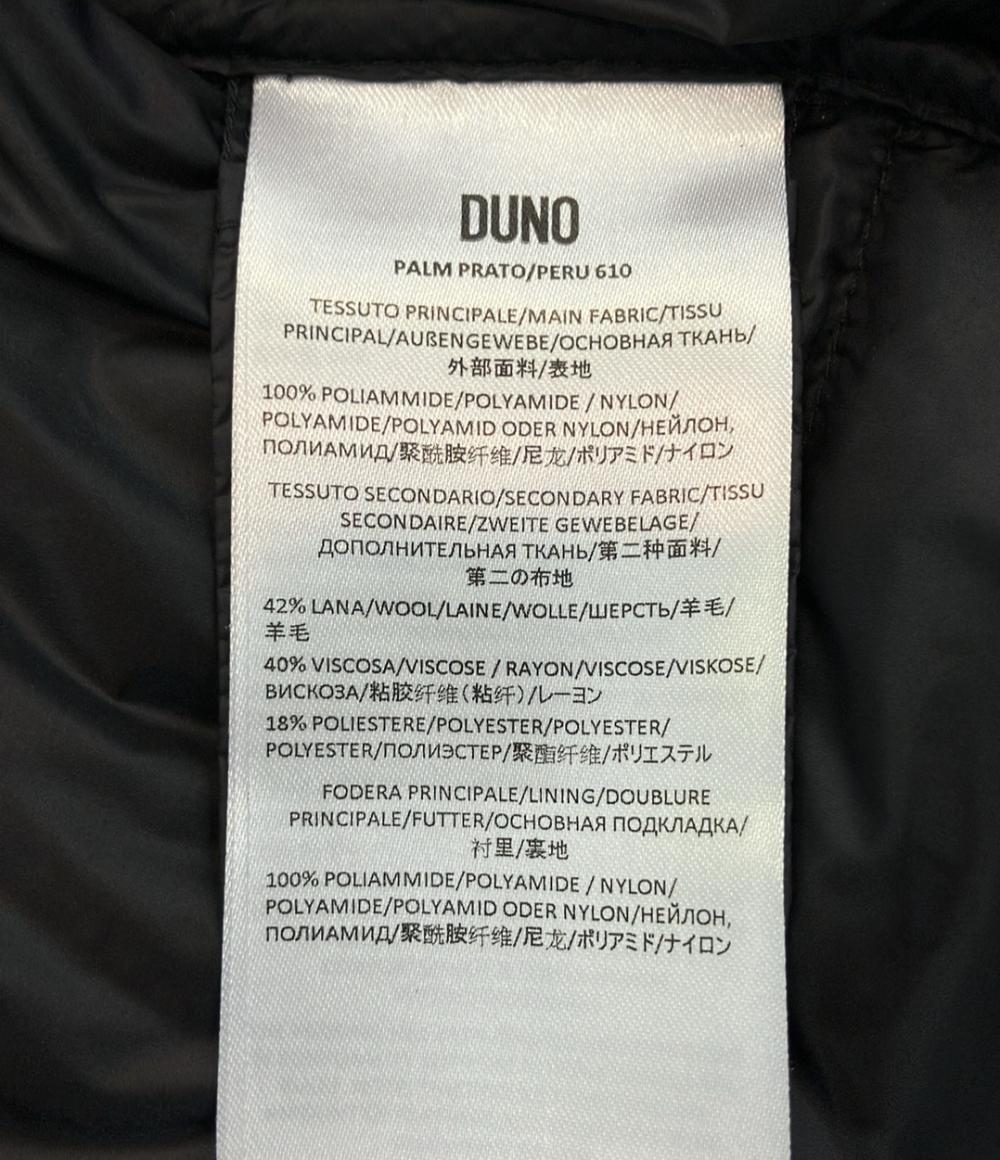 DUNO
PALM PRATO/PERU 610
TESSUTO PRINCIPALE/MAIN FABRIC/TISSU
PRINCIPAL/AUßENGEWEBE/ОСНОВНАЯ ТКАНЬ/
外部面料/表地
100% POLIAMMIDE/POLYAMIDE / NYLON/
POLYAMIDE/POLYAMID ODER NYLON/НЕЙЛОН,
ПОЛИАМИД/聚酰胺纤维/尼龙/ポリアミド/ナイロン
TESSUTO SECONDARIO/SECONDARY FABRIC/TISSU
SECONDAIRE/ZWEITE GEWEBELAGE/
ДОПОЛНИТЕЛЬНАЯ ТКАНЬ/第二种面料/
第二の布地
42% LANA/WOOL/LAINE/WOLLE/ШЕРСТЬ/羊毛/
羊毛
40% VISCOSA/VISCOSE / RAYON/VISCOSE/VISKOSE/
ВИСКОЗА/粘胶纤维(粘纤)/レーヨン
18% POLIESTERE/POLYESTER/POLYESTER/
POLYESTER/ПОЛИЭСТЕР/聚酯纤维/ポリエステル
FODERA PRINCIPALE/LINING/DOUBLURE
PRINCIPALE/FUTTER/ОСНОВНАЯ ПОДКЛАДКА/
衬里/裏地
100% POLIAMMIDE/POLYAMIDE / NYLON/
POLYAMIDE/POLYAMID ODER NYLON/НЕЙЛОН,
ПОЛИАМИД/聚酰胺纤维/尼龙/ポリアミド/ナイロン